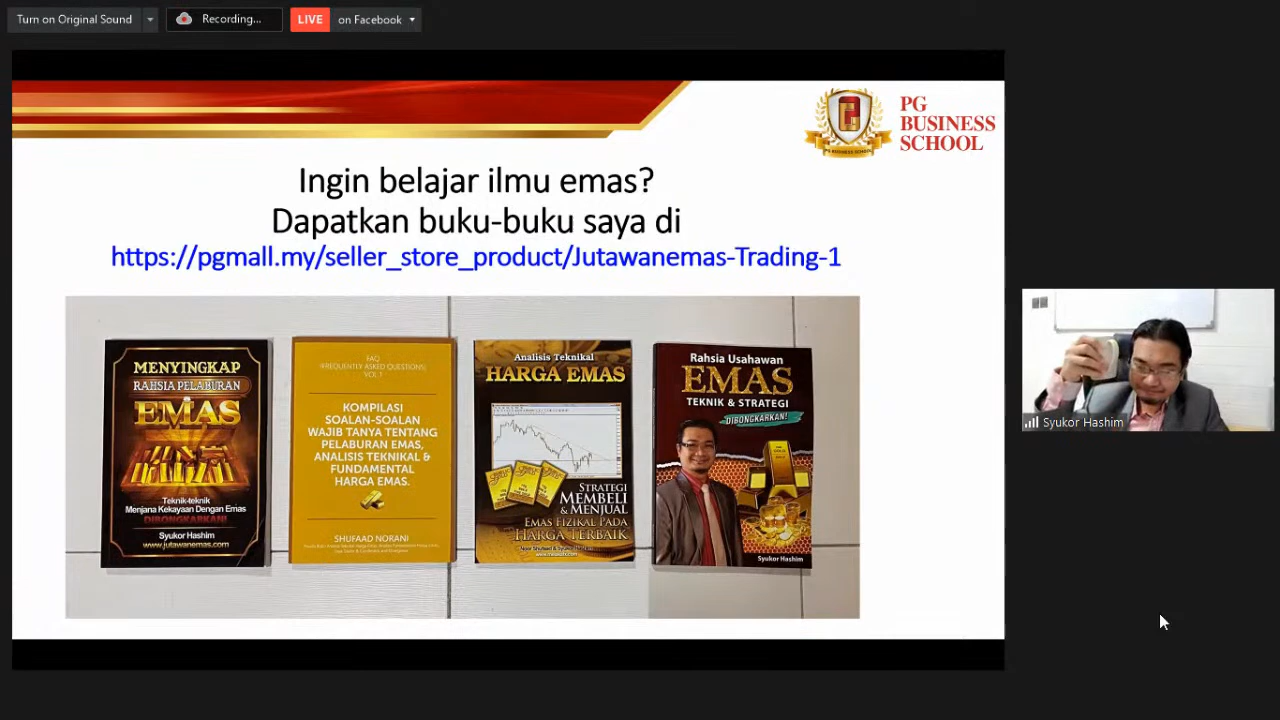 Turn on Original Sound
Recording...
LIVE
on Facebook
PG
BUSINESS
SCHOOL
PG BUSINESS SCHOOL
Ingin belajar ilmu emas?
Dapatkan buku-buku saya di
https://pgmall.my/seller_store_product/Jutawanemas-Trading-1
MENYINGKAP
RAHSIA PELABURAN
EMAS
Teknik-teknik
Menjana Kekayaan Dengan Emas
DIBONGKARKAN!
Syukor Hashim
www.jutawanemas.com
FAQ
(FREQUENTLY ASKED QUESTIONS)
VOL 1
KOMPILASI
SOALAN-SOALAN
WAJIB TANYA TENTANG
PELABURAN EMAS,
ANALISIS TEKNIKAL &
FUNDAMENTAL
HARGA EMAS.
SHUFAAD NORANI
Analisis Teknikal
HARGA EMAS
STRATEGI
MEMBELI
& MENJUAL
EMAS FIZIKAL PADA
HARGA TERBAIK
Rahsia Usahawan
EMAS
TEKNIK & STRATEGI
DIBONGKARKAN!
Syukor Hashim
Syukor Hashim